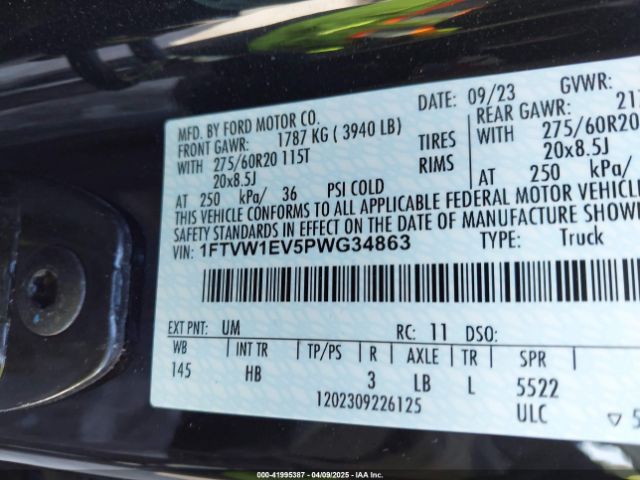 DATE: 09/23 GVWR:
MFD. BY FORD MOTOR CO.
FRONT GAWR: 1787 KG ( 3940 LB) REAR GAWR:
WITH 275/60R20 115T TIRES WITH 275/60R20
20x8.5J RIMS 20x8.5J
AT 250 kPa/ 36 PSI COLD AT 250 kPa/
THIS VEHICLE CONFORMS TO ALL APPLICABLE FEDERAL MOTOR VEHICLE
SAFETY STANDARDS IN EFFECT ON THE DATE OF MANUFACTURE SHOWN
VIN: 1FTVW1EV5PWG34863 TYPE: Truck
EXT PNT: UM RC: 11 DSO:
WB INT TR TP/PS R AXLE TR SPR
145 HB 3 LB L 5522
1202309226125 ULC
000-41995387 - 04/09/2025 - IAAI.COM